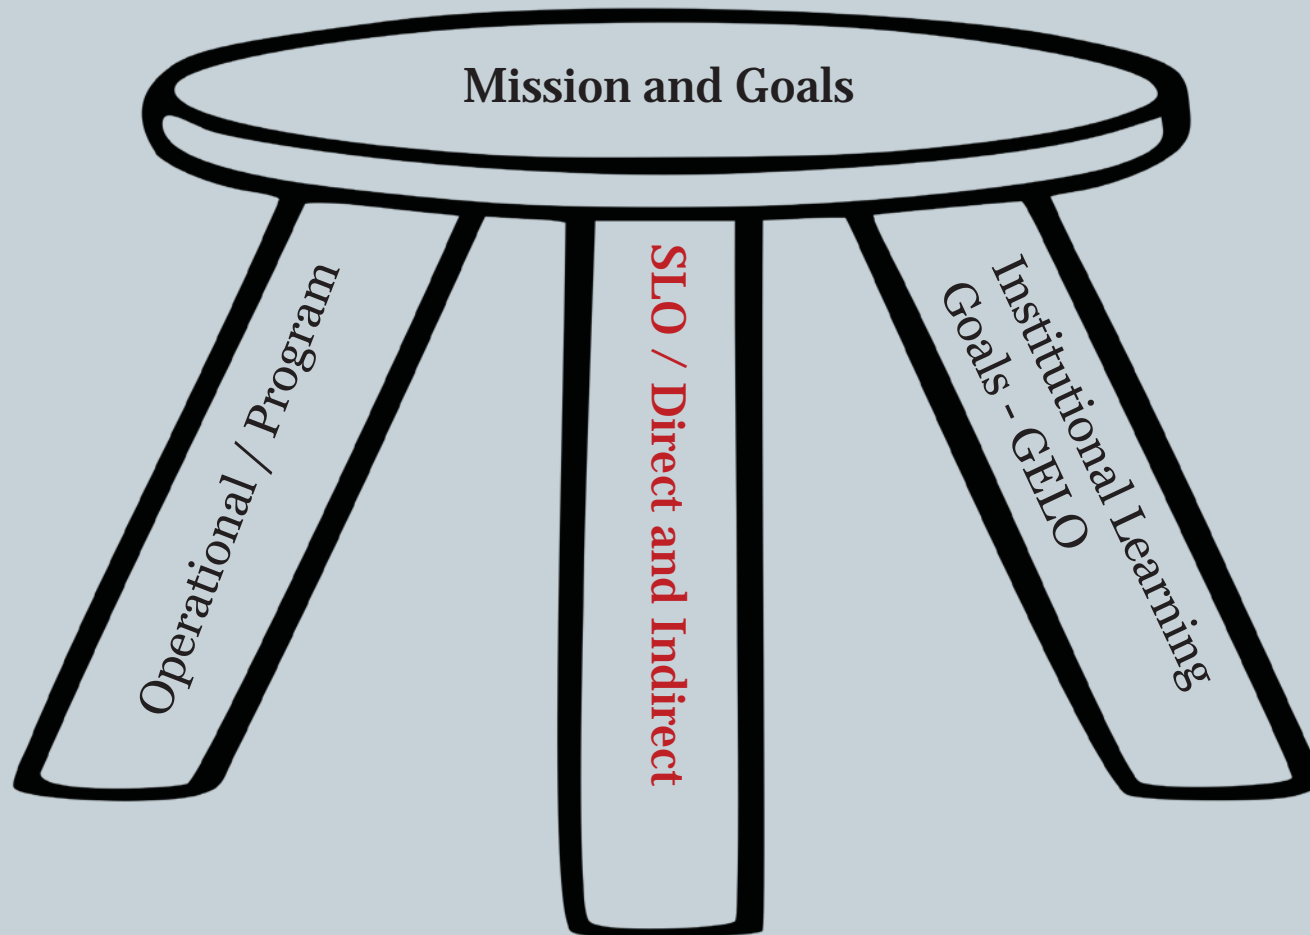 Mission and Goals
Operational / Program
SLO / Direct and Indirect
Institutional Learning
Goals - GELO